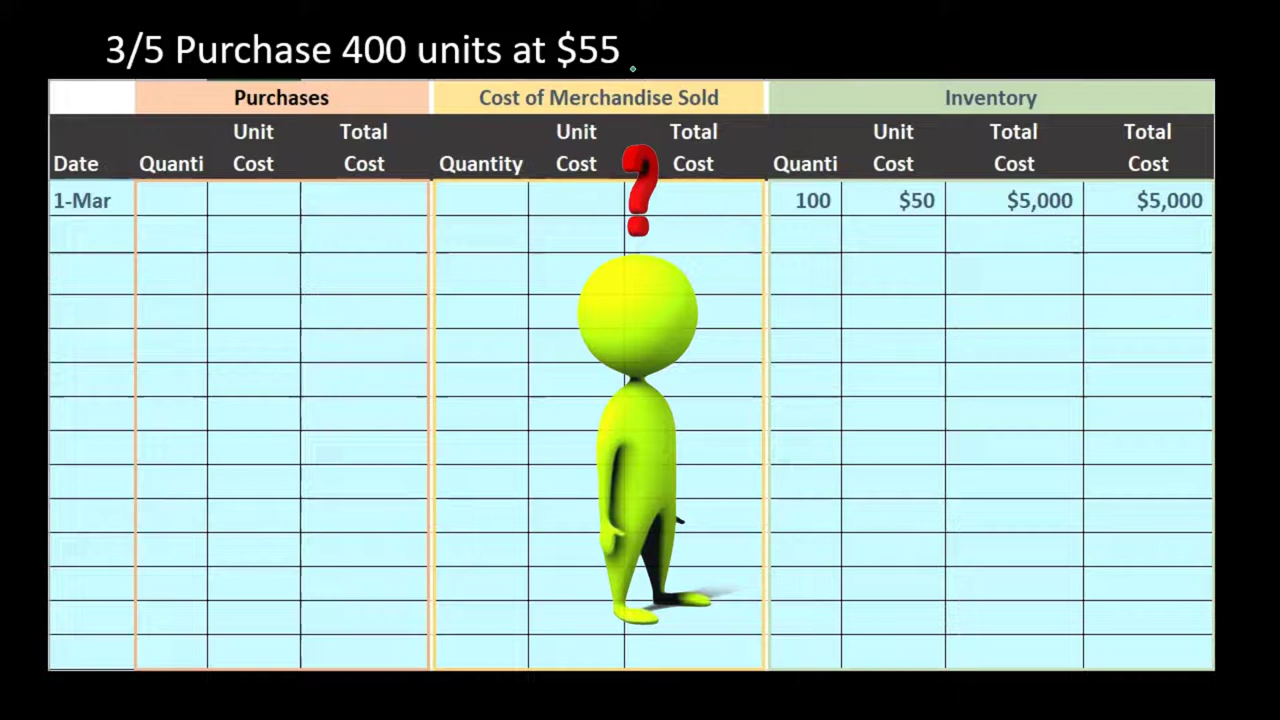 3/5 Purchase 400 units at $55
Purchases Cost of Merchandise Sold Inventory
Unit Total Unit Total Unit Total Total
Date Quanti Cost Cost Quantity Cost Cost Quanti Cost Cost Cost
1-Mar 100 $50 $5,000 $5,000
?